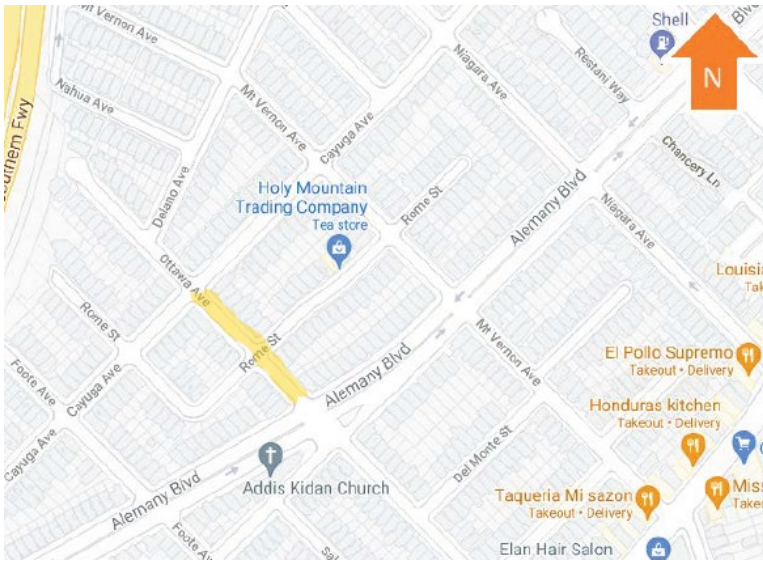 Mt Vernon Ave
Shell
Blv
N
Niagara Ave
Restani Way
Nahua Ave
Mt Vernon Ave
Cayuga Ave
Chancery Ln
Delano Ave
Holy Mountain
Trading Company
Tea store
Rome St
Alemany Blvd
Niagara Ave
Ottawa Ave
Rome St
Rome St
Alemany Blvd
Mt Vernon Ave
El Pollo Supremo
Takeout • Delivery
Foote Ave
Cayuga Ave
Honduras kitchen
Takeout • Delivery
Cayuga Ave
Del Monte St
Addis Kidan Church
Alemany Blvd
Taqueria Mi sazon
Takeout • Delivery
Foote Ave
Elan Hair Salon